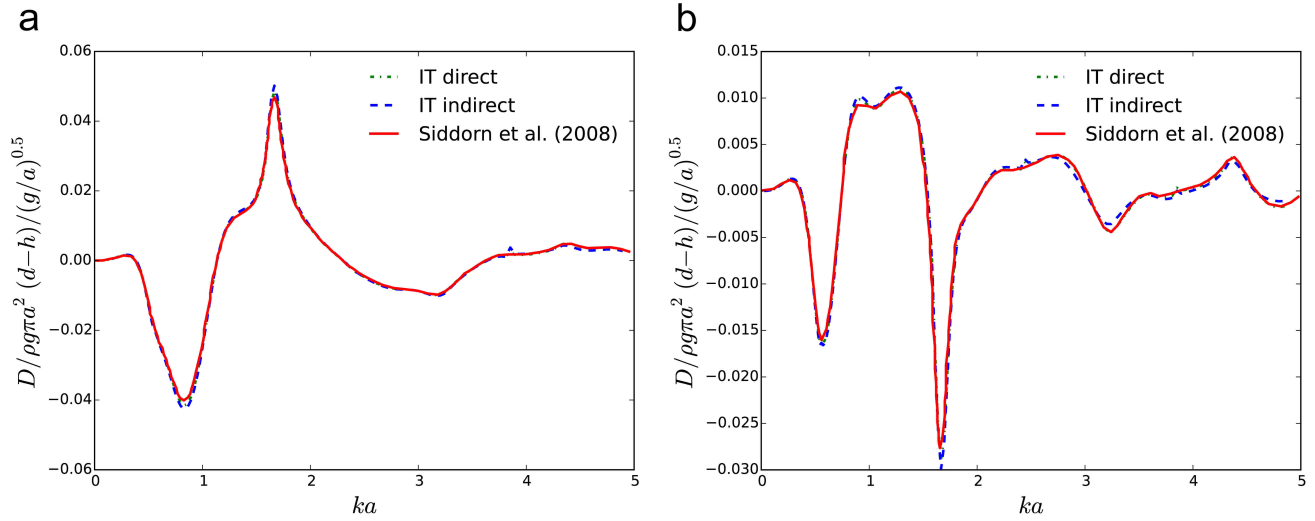 a
0.06
0.04
0.02
0.00
−0.02
−0.04
−0.06
0 1 2 3 4 5
ka
D/ρgπa² (d−h)/(g/a)^0.5
IT direct
IT indirect
Siddorn et al. (2008)
b
0.015
0.010
0.005
0.000
−0.005
−0.010
−0.015
−0.020
−0.025
−0.030
0 1 2 3 4 5
ka
D/ρgπa² (d−h)/(g/a)^0.5
IT direct
IT indirect
Siddorn et al. (2008)